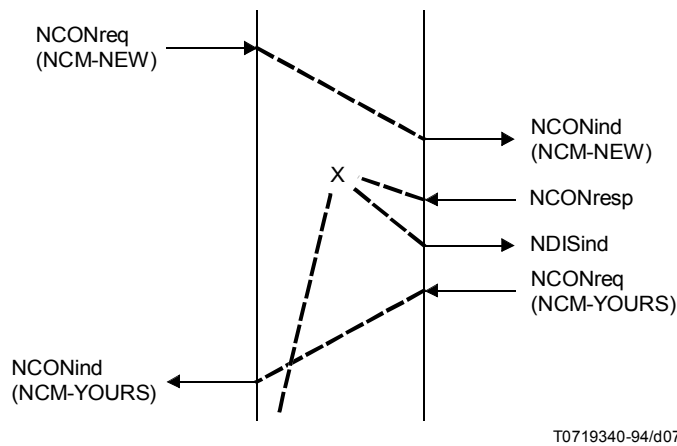 NCONreq
(NCM-NEW)
NCONind
(NCM-NEW)
X
NCONresp
NDISind
NCONreq
(NCM-YOURS)
NCONind
(NCM-YOURS)
T0719340-94/d07